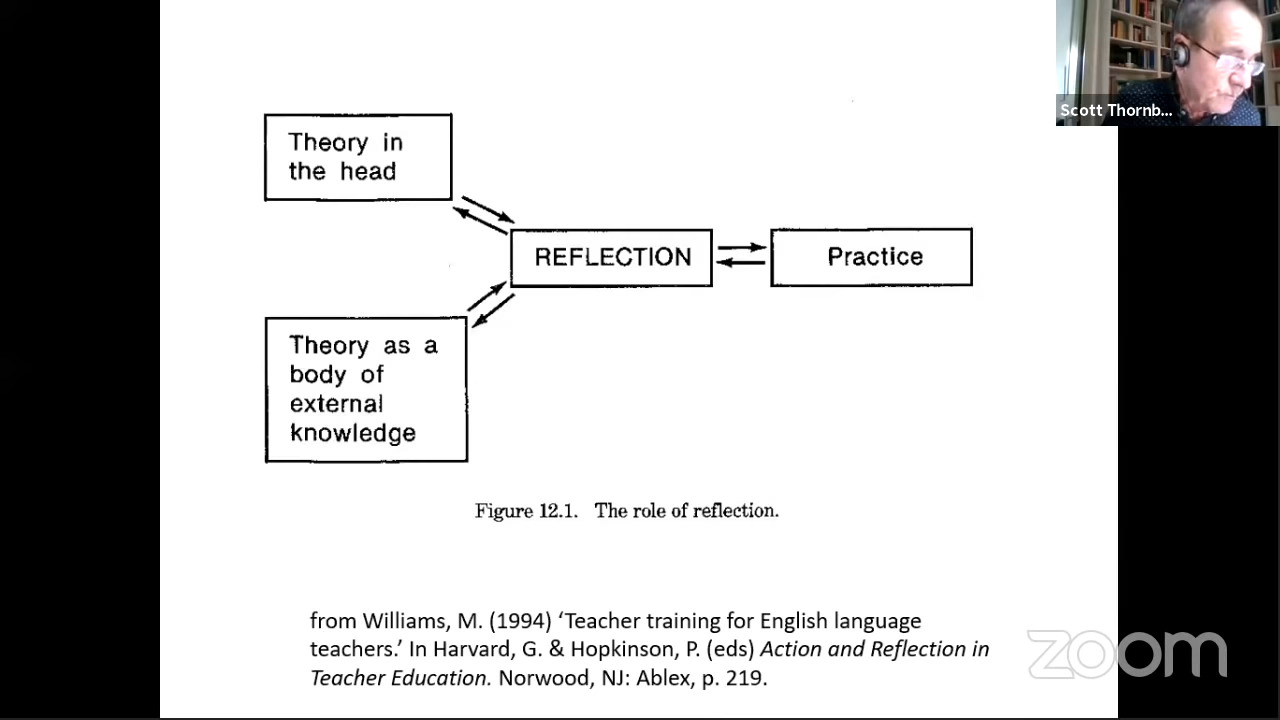 Scott Thornb...
Theory in
the head
REFLECTION
Practice
Theory as a
body of
external
knowledge
Figure 12.1. The role of reflection.
from Williams, M. (1994) ‘Teacher training for English language
teachers.’ In Harvard, G. & Hopkinson, P. (eds) Action and Reflection in
Teacher Education. Norwood, NJ: Ablex, p. 219.
zoom